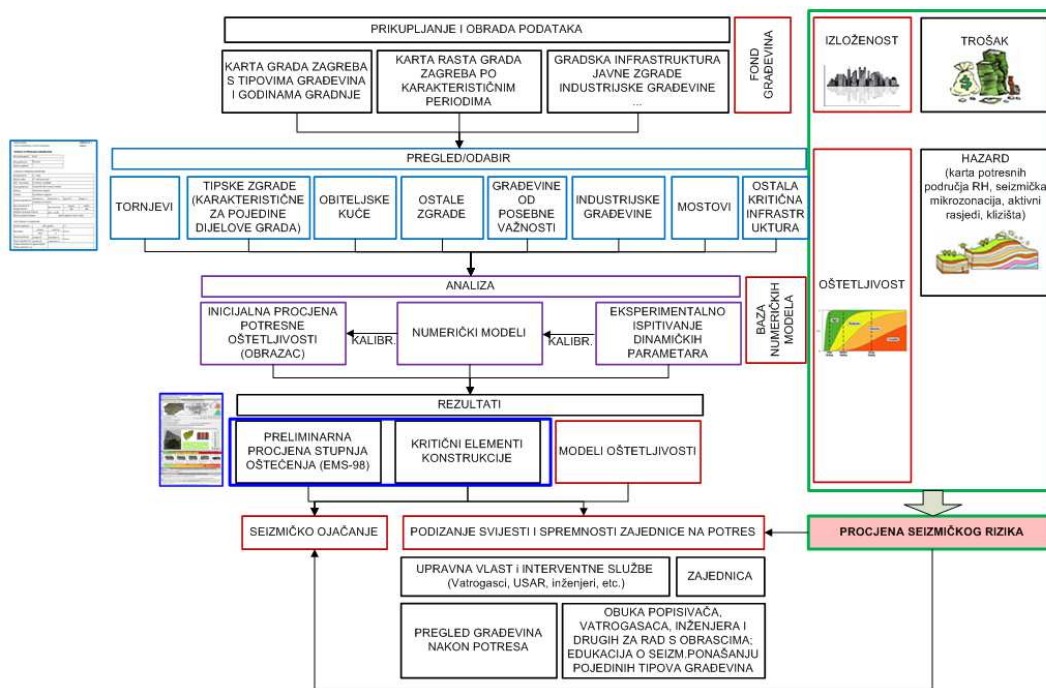 PRIKUPLJANJE I OBRADA PODATAKA
KARTA GRADA ZAGREBA
S TIPOVIMA GRAĐEVINA
I GODINAMA GRADNJE
KARTA RASTA GRADA
ZAGREBA PO
KARAKTERISTIČNIM
PERIODIMA
GRADSKA INFRASTRUKTURA
JAVNE ZGRADE
INDUSTRIJSKE GRAĐEVINE
...
FOND
GRAĐEVINA
IZLOŽENOST
TROŠAK
PREGLED/ODABIR
TORNJEVI
TIPSKE ZGRADE
(KARAKTERISTIČNE
ZA POJEDINE
DIJELOVE GRADA)
OBITELJSKE
KUĆE
OSTALE
ZGRADE
GRAĐEVINE
OD
POSEBNE
VAŽNOSTI
INDUSTRIJSKE
GRAĐEVINE
MOSTOVI
OSTALA
KRITIČNA
INFRASTR
UKTURA
HAZARD
(karta potresnih
područja RH, seizmička
mikrozonacija, aktivni
rasjedi, klizišta)
OŠTETLJIVOST
ANALIZA
INICIJALNA PROCJENA
POTRESNE
OŠTETLJIVOSTI
(OBRAZAC)
KALIBR.
NUMERIČKI MODELI
KALIBR.
EKSPERIMENTALNO
ISPITIVANJE
DINAMIČKIH
PARAMETARA
BAZA
NUMERIČKIH
MODELA
REZULTATI
PRELIMINARNA
PROCJENA STUPNJA
OŠTEĆENJA (EMS-98)
KRITIČNI ELEMENTI
KONSTRUKCIJE
MODELI OŠTETLJIVOSTI
SEIZMIČKO OJAČANJE
PODIZANJE SVIJESTI I SPREMNOSTI ZAJEDNICE NA POTRES
PROCJENA SEIZMIČKOG RIZIKA
UPRAVNA VLAST i INTERVENTNE SLUŽBE
(Vatrogasci, USAR, inženjeri, etc.)
ZAJEDNICA
PREGLED GRAĐEVINA
NAKON POTRESA
OBUKA POPISIVAČA,
VATROGASACA, INŽENJERA I
DRUGIH ZA RAD S OBRASCIMA;
EDUKACIJA O SEIZM.PONAŠANJU
POJEDINIH TIPOVA GRAĐEVINA